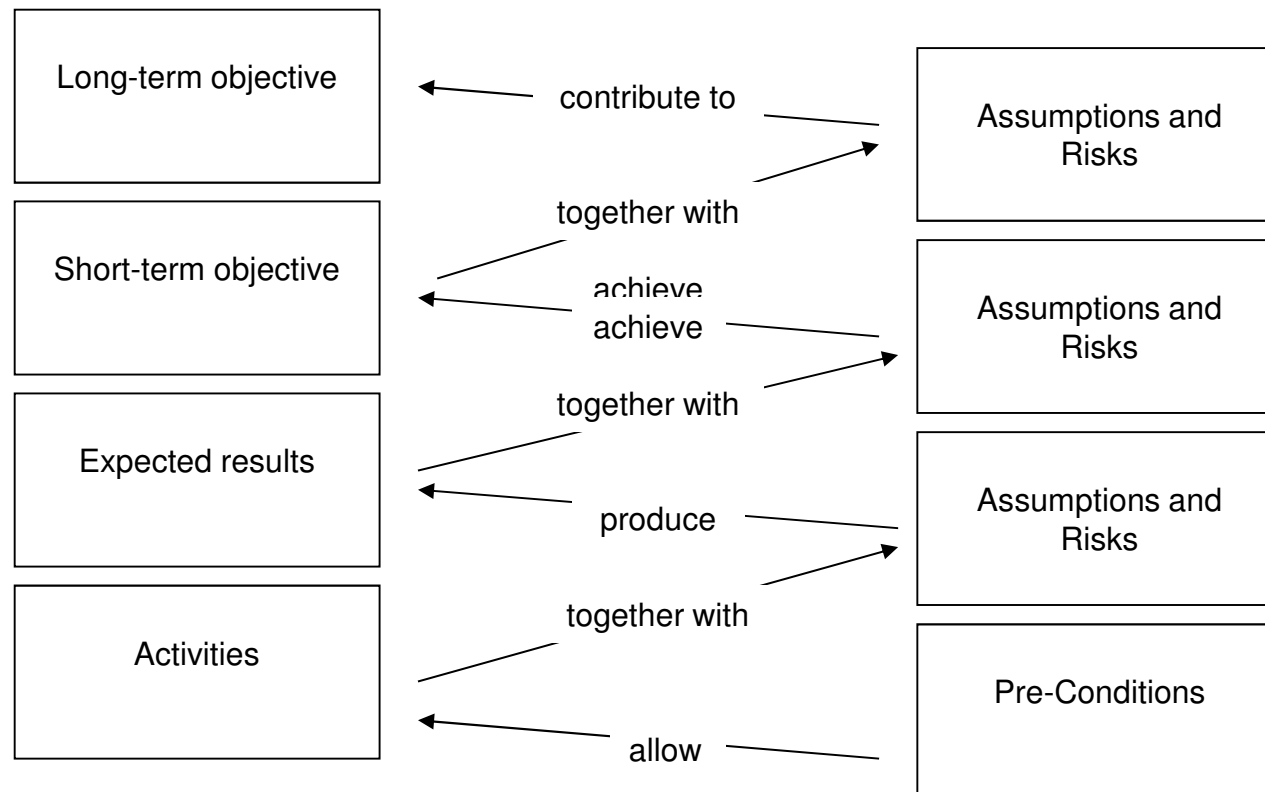 Long-term objective
contribute to
Assumptions and
Risks
together with
Short-term objective
achieve
achieve
Assumptions and
Risks
together with
Expected results
produce
Assumptions and
Risks
together with
Activities
Pre-Conditions
allow